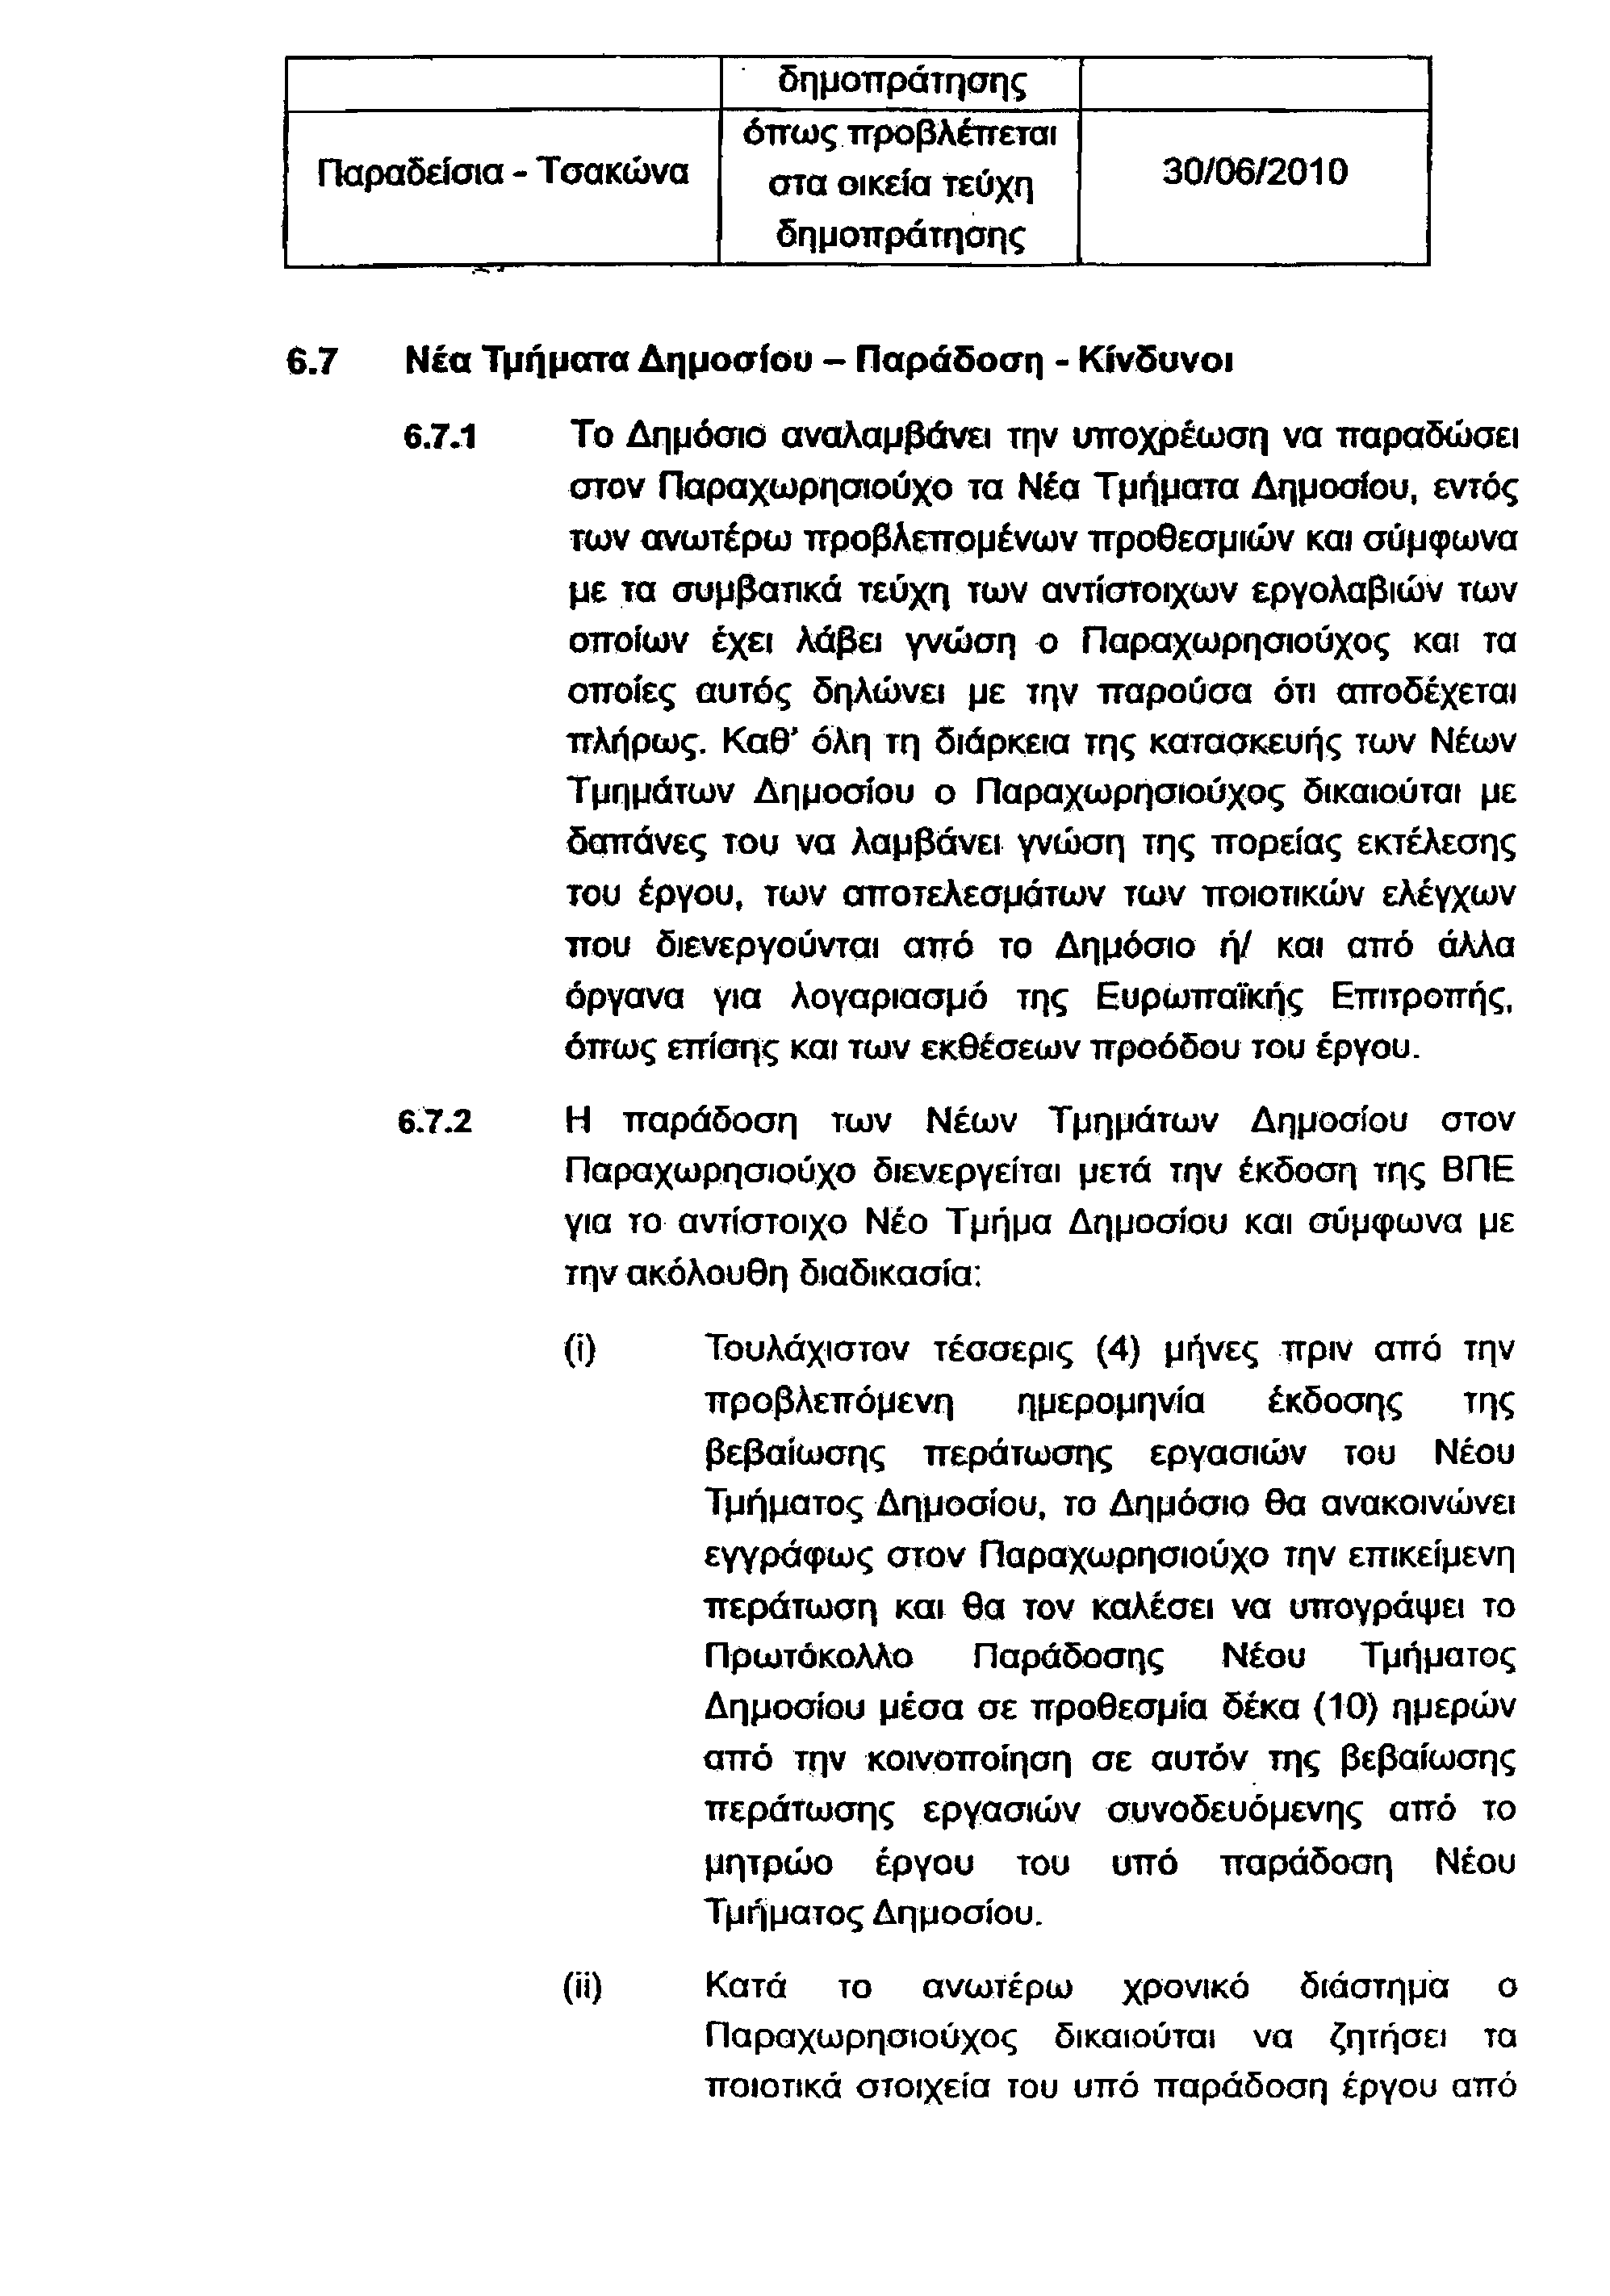 δημοπράτησης
όπως προβλέπεται
Παραδείσια - Τσακώνα
στα οικεία τεύχη
30/06/2010
δημοπράτησης
6.7 Νέα Τμήματα Δημοσίου – Παράδοση - Κίνδυνοι
6.7.1 Το Δημόσιο αναλαμβάνει την υποχρέωση να παραδώσει
στον Παραχωρησιούχο τα Νέα Τμήματα Δημοσίου, εντός
των ανωτέρω προβλεπομένων προθεσμιών και σύμφωνα
με τα συμβατικά τεύχη των αντίστοιχων εργολαβιών των
οποίων έχει λάβει γνώση ο Παραχωρησιούχος και τα
οποίες αυτός δηλώνει με την παρούσα ότι αποδέχεται
πλήρως. Καθ' όλη τη διάρκεια της κατασκευής των Νέων
Τμημάτων Δημοσίου ο Παραχωρησιούχος δικαιούται με
δαπάνες του να λαμβάνει γνώση της πορείας εκτέλεσης
του έργου, των αποτελεσμάτων των ποιοτικών ελέγχων
που διενεργούνται από το Δημόσιο ή/ και από άλλα
όργανα για λογαριασμό της Ευρωπαϊκής Επιτροπής,
όπως επίσης και των εκθέσεων προόδου του έργου.
6.7.2 Η παράδοση των Νέων Τμημάτων Δημοσίου στον
Παραχωρησιούχο διενεργείται μετά την έκδοση της ΒΠΕ
για το αντίστοιχο Νέο Τμήμα Δημοσίου και σύμφωνα με
την ακόλουθη διαδικασία:
(i) Τουλάχιστον τέσσερις (4) μήνες πριν από την
προβλεπόμενη ημερομηνία έκδοσης της
βεβαίωσης περάτωσης εργασιών του Νέου
Τμήματος Δημοσίου, το Δημόσιο θα ανακοινώνει
εγγράφως στον Παραχωρησιούχο την επικείμενη
περάτωση και θα τον καλέσει να υπογράψει το
Πρωτόκολλο Παράδοσης Νέου Τμήματος
Δημοσίου μέσα σε προθεσμία δέκα (10) ημερών
από την κοινοποίηση σε αυτόν της βεβαίωσης
περάτωσης εργασιών συνοδευόμενης από το
μητρώο έργου του υπό παράδοση Νέου
Τμήματος Δημοσίου.
(ii) Κατά το ανωτέρω χρονικό διάστημα ο
Παραχωρησιούχος δικαιούται να ζητήσει τα
ποιοτικά στοιχεία του υπό παράδοση έργου από